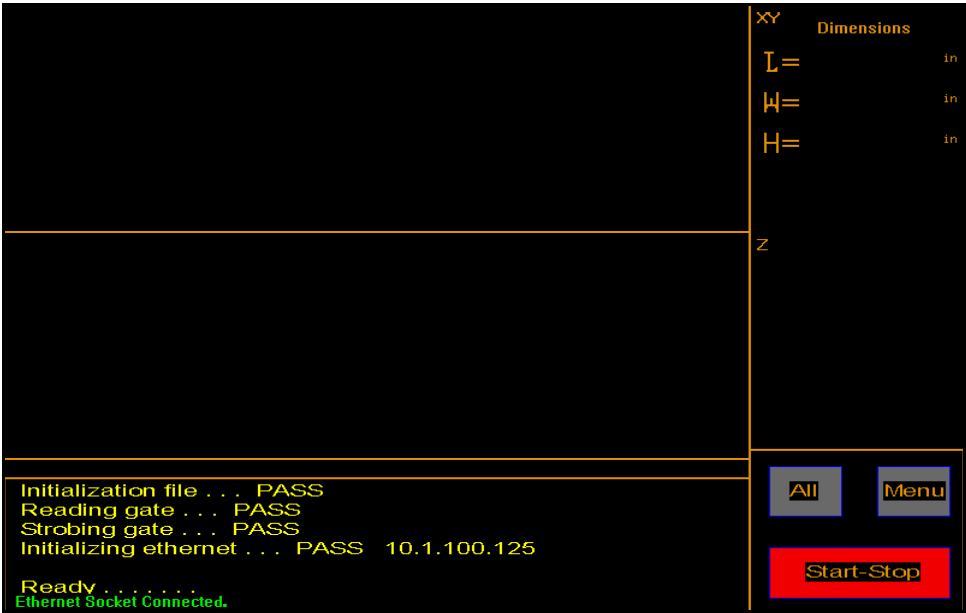 XY
Dimensions
L= in
W= in
H= in
Z
Initialization file . . . PASS
Reading gate . . . PASS
Strobing gate . . . PASS
Initializing ethernet . . . PASS 10.1.100.125
Ready . . . . . . .
Ethernet Socket Connected.
All Menu
Start-Stop